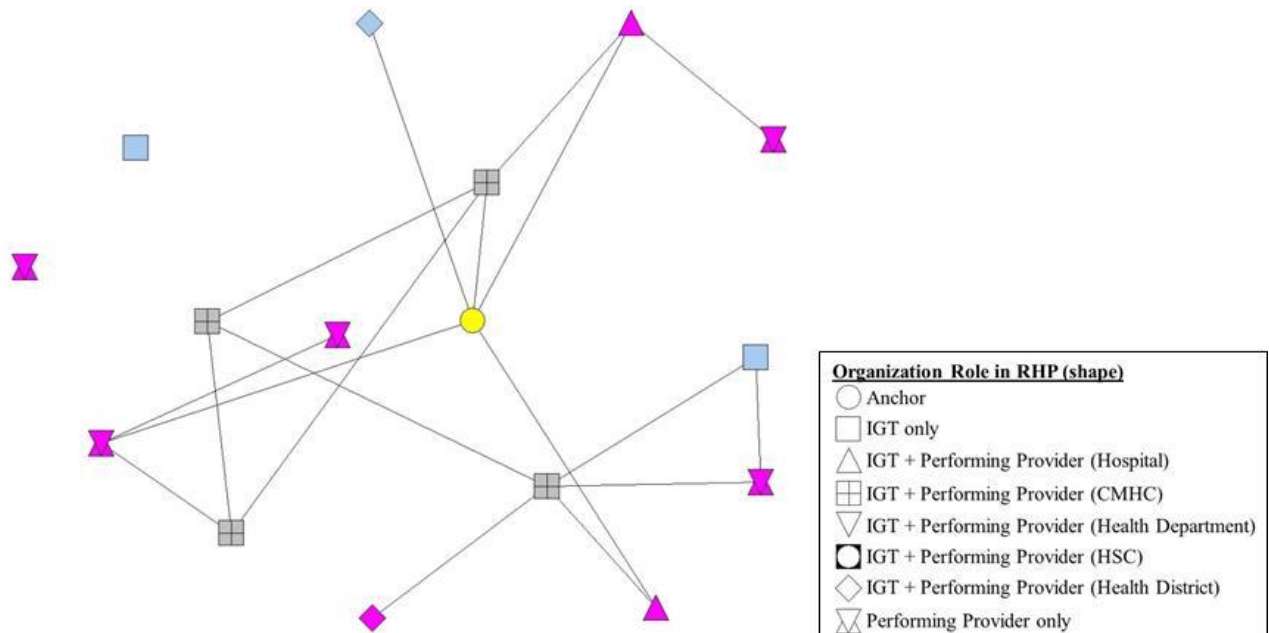 Organization Role in RHP (shape)
Anchor
IGT only
IGT + Performing Provider (Hospital)
IGT + Performing Provider (CMHC)
IGT + Performing Provider (Health Department)
IGT + Performing Provider (HSC)
IGT + Performing Provider (Health District)
Performing Provider only